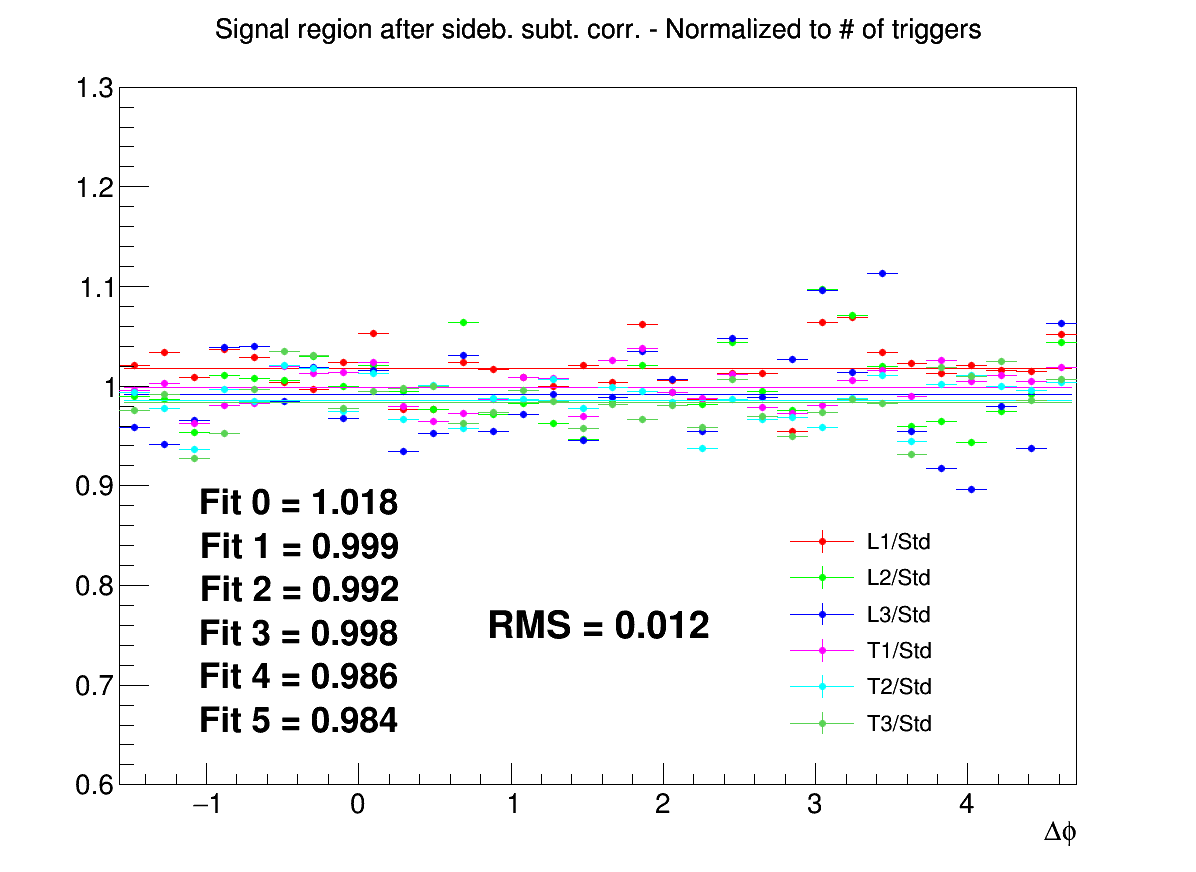 Signal region after sideb. subt. corr. - Normalized to # of triggers
1.3
1.2
1.1
1
0.9
0.8
0.7
0.6
Fit 0 = 1.018
Fit 1 = 0.999
Fit 2 = 0.992
Fit 3 = 0.998
Fit 4 = 0.986
Fit 5 = 0.984
RMS = 0.012
L1/Std
L2/Std
L3/Std
T1/Std
T2/Std
T3/Std
−1 0 1 2 3 4
Δϕ